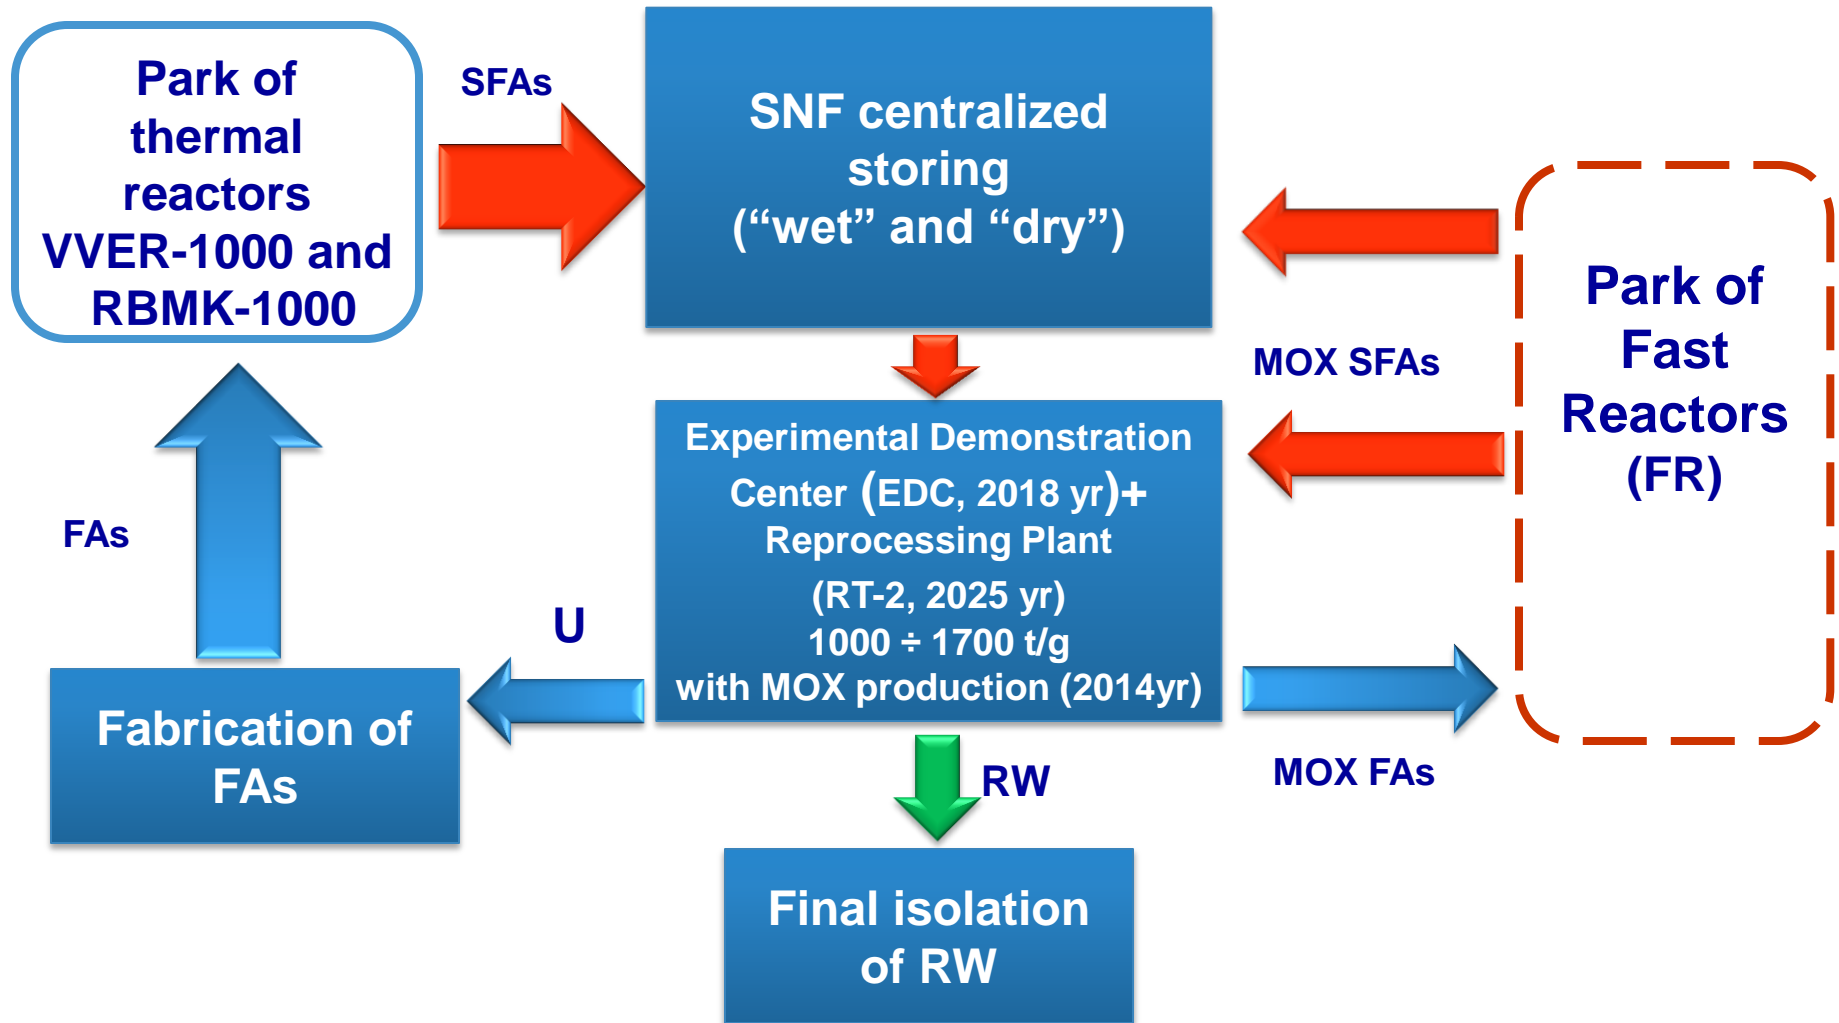 Park of
thermal
reactors
VVER-1000 and
RBMK-1000
SFAs
SNF centralized
storing
(“wet” and “dry”)
Park of
Fast
Reactors
(FR)
MOX SFAs
Experimental Demonstration
Center (EDC, 2018 yr)+
Reprocessing Plant
(RT-2, 2025 yr)
1000 ÷ 1700 t/g
with MOX production (2014yr)
FAs
U
Fabrication of
FAs
RW
MOX FAs
Final isolation
of RW